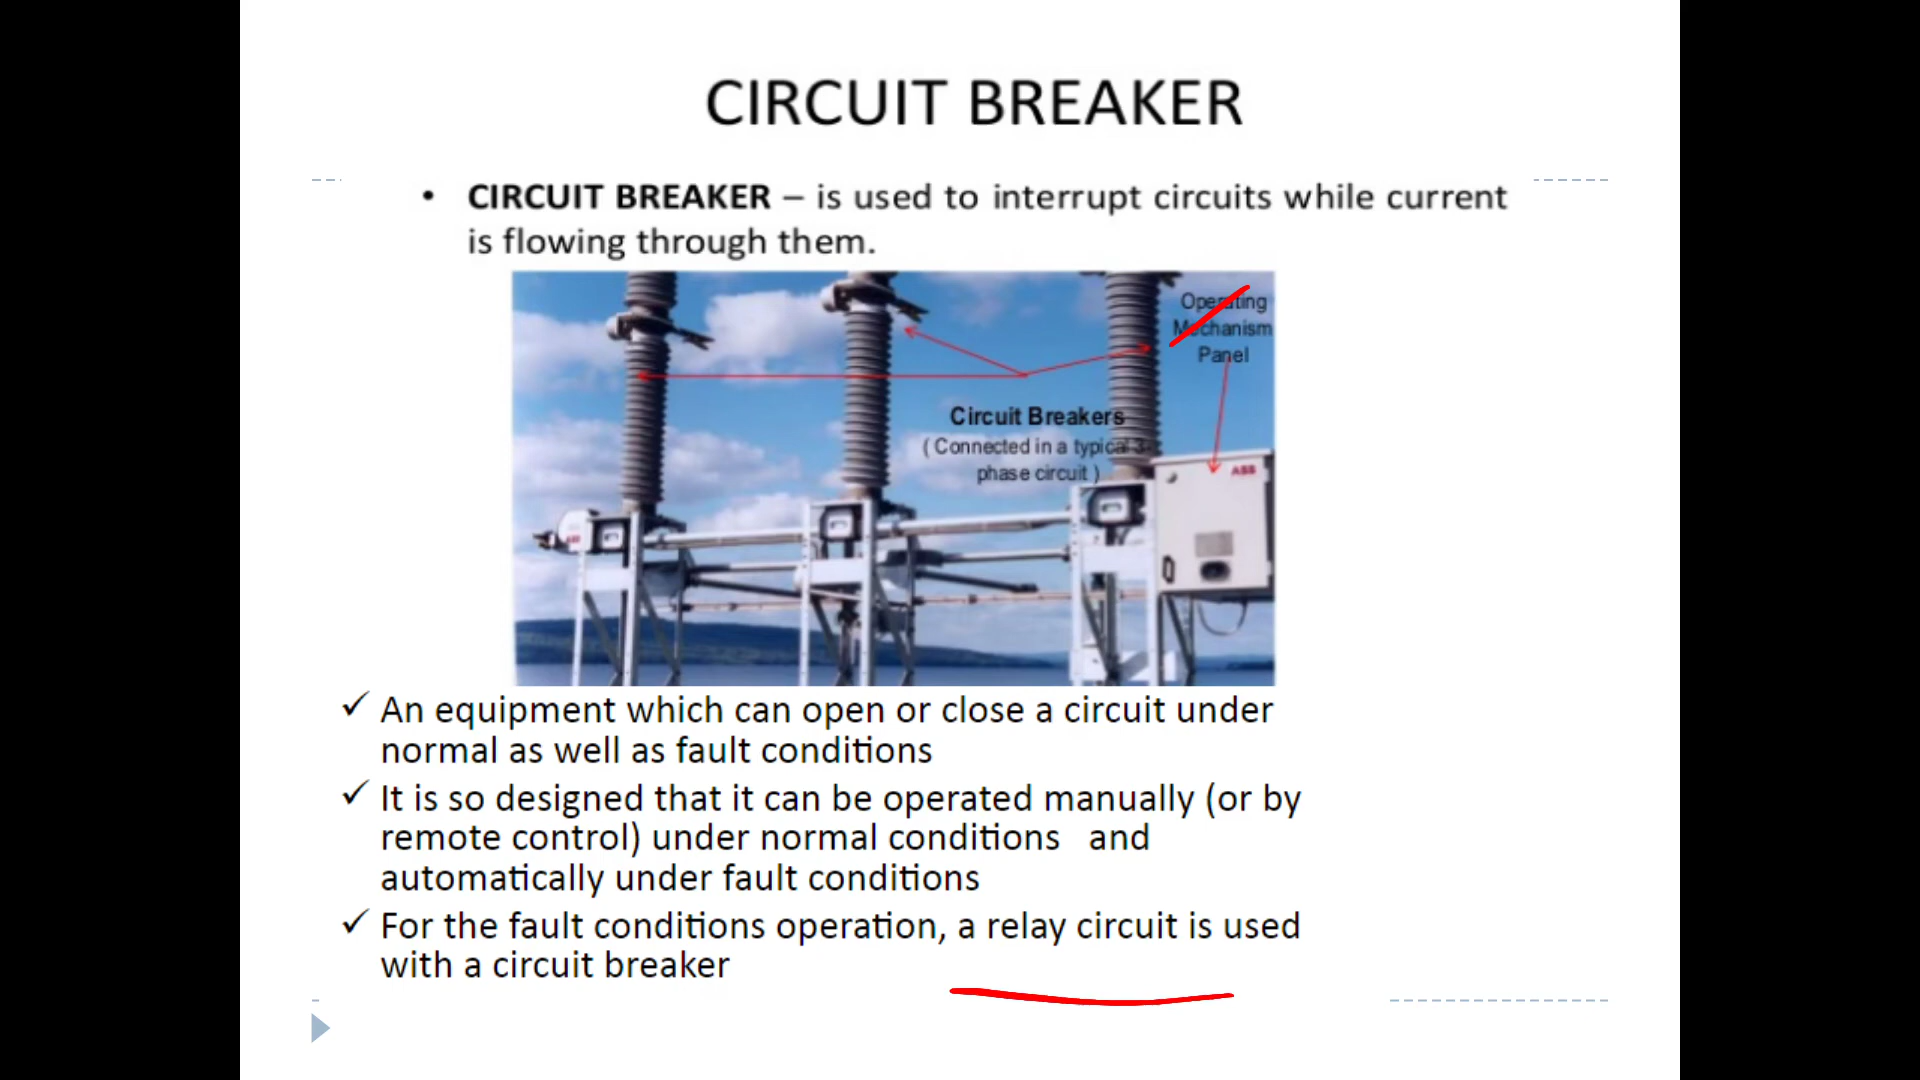 CIRCUIT BREAKER
• CIRCUIT BREAKER – is used to interrupt circuits while current
is flowing through them.
Operating
Mechanism
Panel
Circuit Breakers
( Connected in a typical 3-
phase circuit )
ABB
ABB
✓ An equipment which can open or close a circuit under
normal as well as fault conditions
✓ It is so designed that it can be operated manually (or by
remote control) under normal conditions and
automatically under fault conditions
✓ For the fault conditions operation, a relay circuit is used
with a circuit breaker